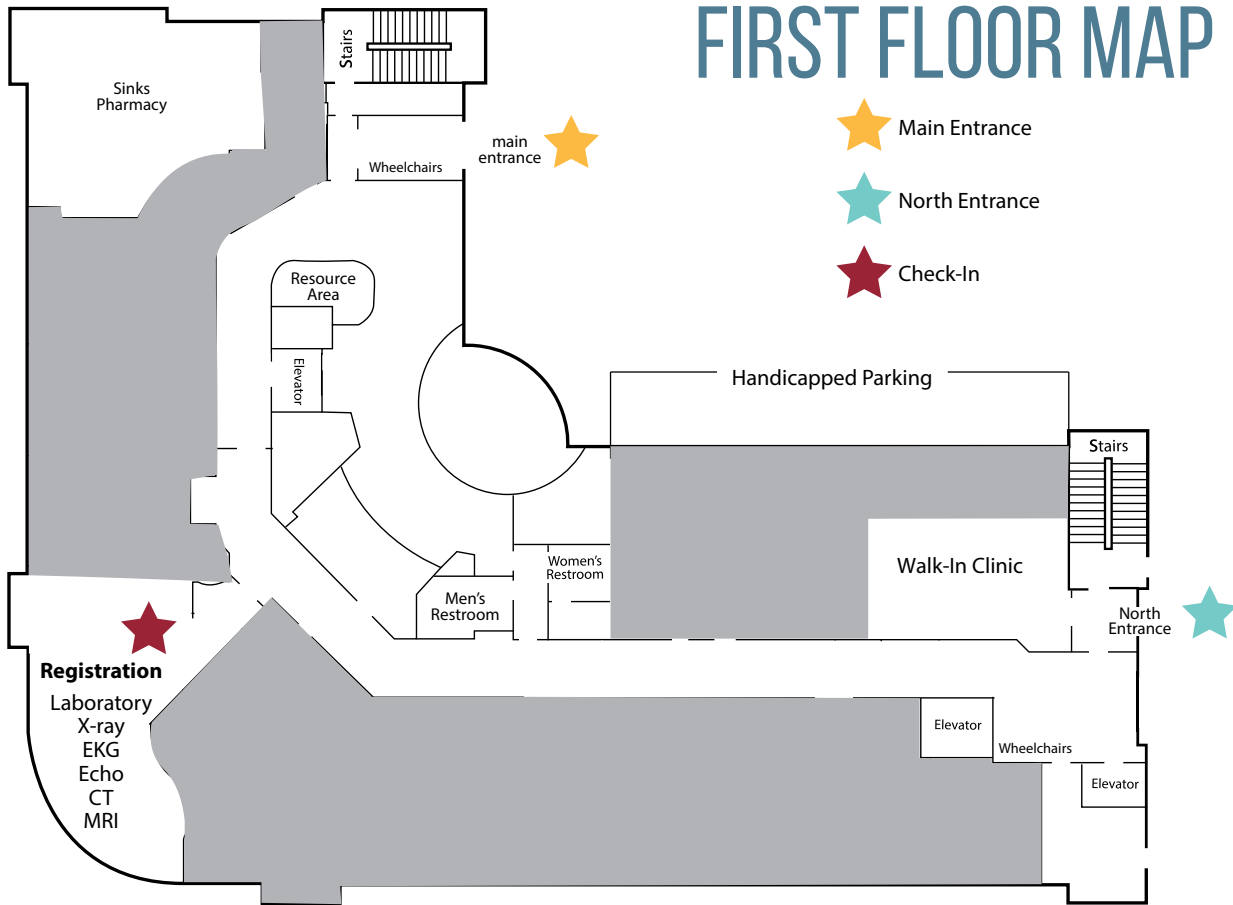 FIRST FLOOR MAP
Main Entrance
North Entrance
Check-In
Stairs
Sinks
Pharmacy
main
entrance
Wheelchairs
Resource
Area
Elevator
Handicapped Parking
Stairs
Walk-In Clinic
Women's
Restroom
Men's
Restroom
North
Entrance
Registration
Laboratory
X-ray
EKG
Echo
CT
MRI
Elevator
Wheelchairs
Elevator